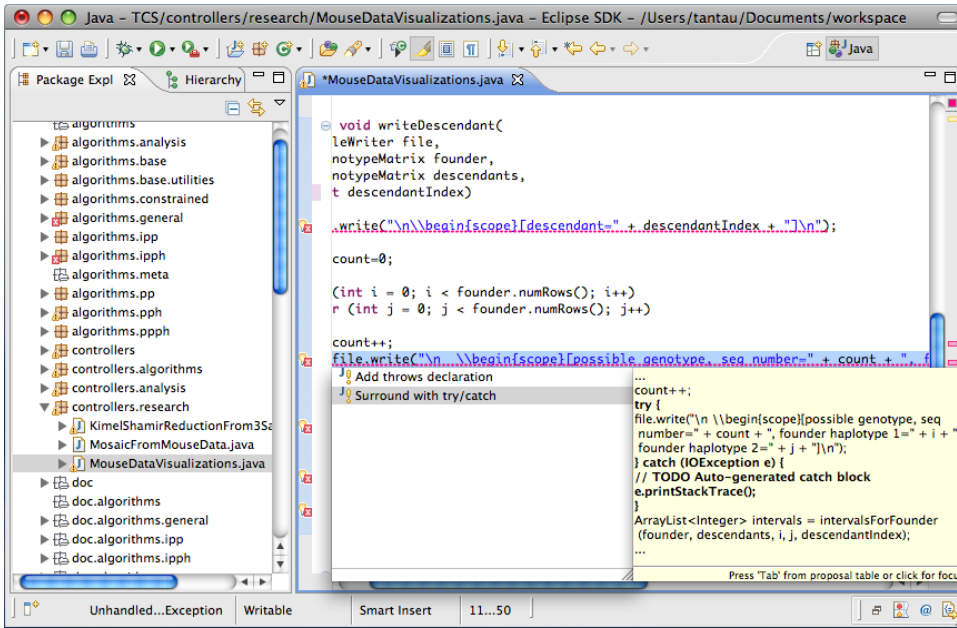 Java - TCS/controllers/research/MouseDataVisualizations.java - Eclipse SDK - /Users/tantau/Documents/workspace
Java
Package Expl
Hierarchy
*MouseDataVisualizations.java
algorithms
algorithms.analysis
algorithms.base
algorithms.base.utilities
algorithms.constrained
algorithms.general
algorithms.ipp
algorithms.ipph
algorithms.meta
algorithms.pp
algorithms.pph
algorithms.ppph
controllers
controllers.algorithms
controllers.analysis
controllers.research
KimelShamirReductionFrom3Sa
MosaicFromMouseData.java
MouseDataVisualizations.java
doc
doc.algorithms
doc.algorithms.general
doc.algorithms.ipp
doc.algorithms.ipph
void writeDescendant(
leWriter file,
notypeMatrix founder,
notypeMatrix descendants,
t descendantIndex)
.write("\n\\begin{scope}[descendant=" + descendantIndex + "]\n");
count=0;
(int i = 0; i < founder.numRows(); i++)
r (int j = 0; j < founder.numRows(); j++)
count++;
file.write("\n  \\begin{scope}[possible genotype, seq number=" + count + ", f
Add throws declaration
Surround with try/catch
...
count++;
try {
file.write("\n \\begin{scope}[possible genotype, seq
number=" + count + ", founder haplotype 1=" + i + "
founder haplotype 2=" + j + "]\n");
} catch (IOException e) {
// TODO Auto-generated catch block
e.printStackTrace();
}
ArrayList<Integer> intervals = intervalsForFounder
(founder, descendants, i, j, descendantIndex);
...
Press 'Tab' from proposal table or click for focu
Unhandled...Exception
Writable
Smart Insert
11...50